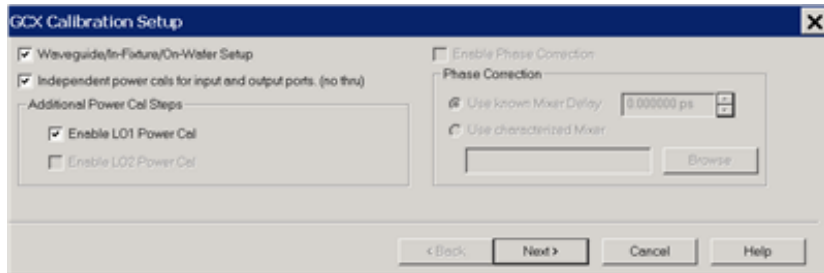 GCX Calibration Setup
Waveguide/In-Fixture/On-Wafer Setup
Independent power cals for input and output ports. (no thru)
Additional Power Cal Steps
Enable LO1 Power Cal
Enable LO2 Power Cal
Enable Phase Correction
Phase Correction
Use known Mixer Delay 0.000000 ps
Use characterized Mixer
Browse
< Back Next > Cancel Help